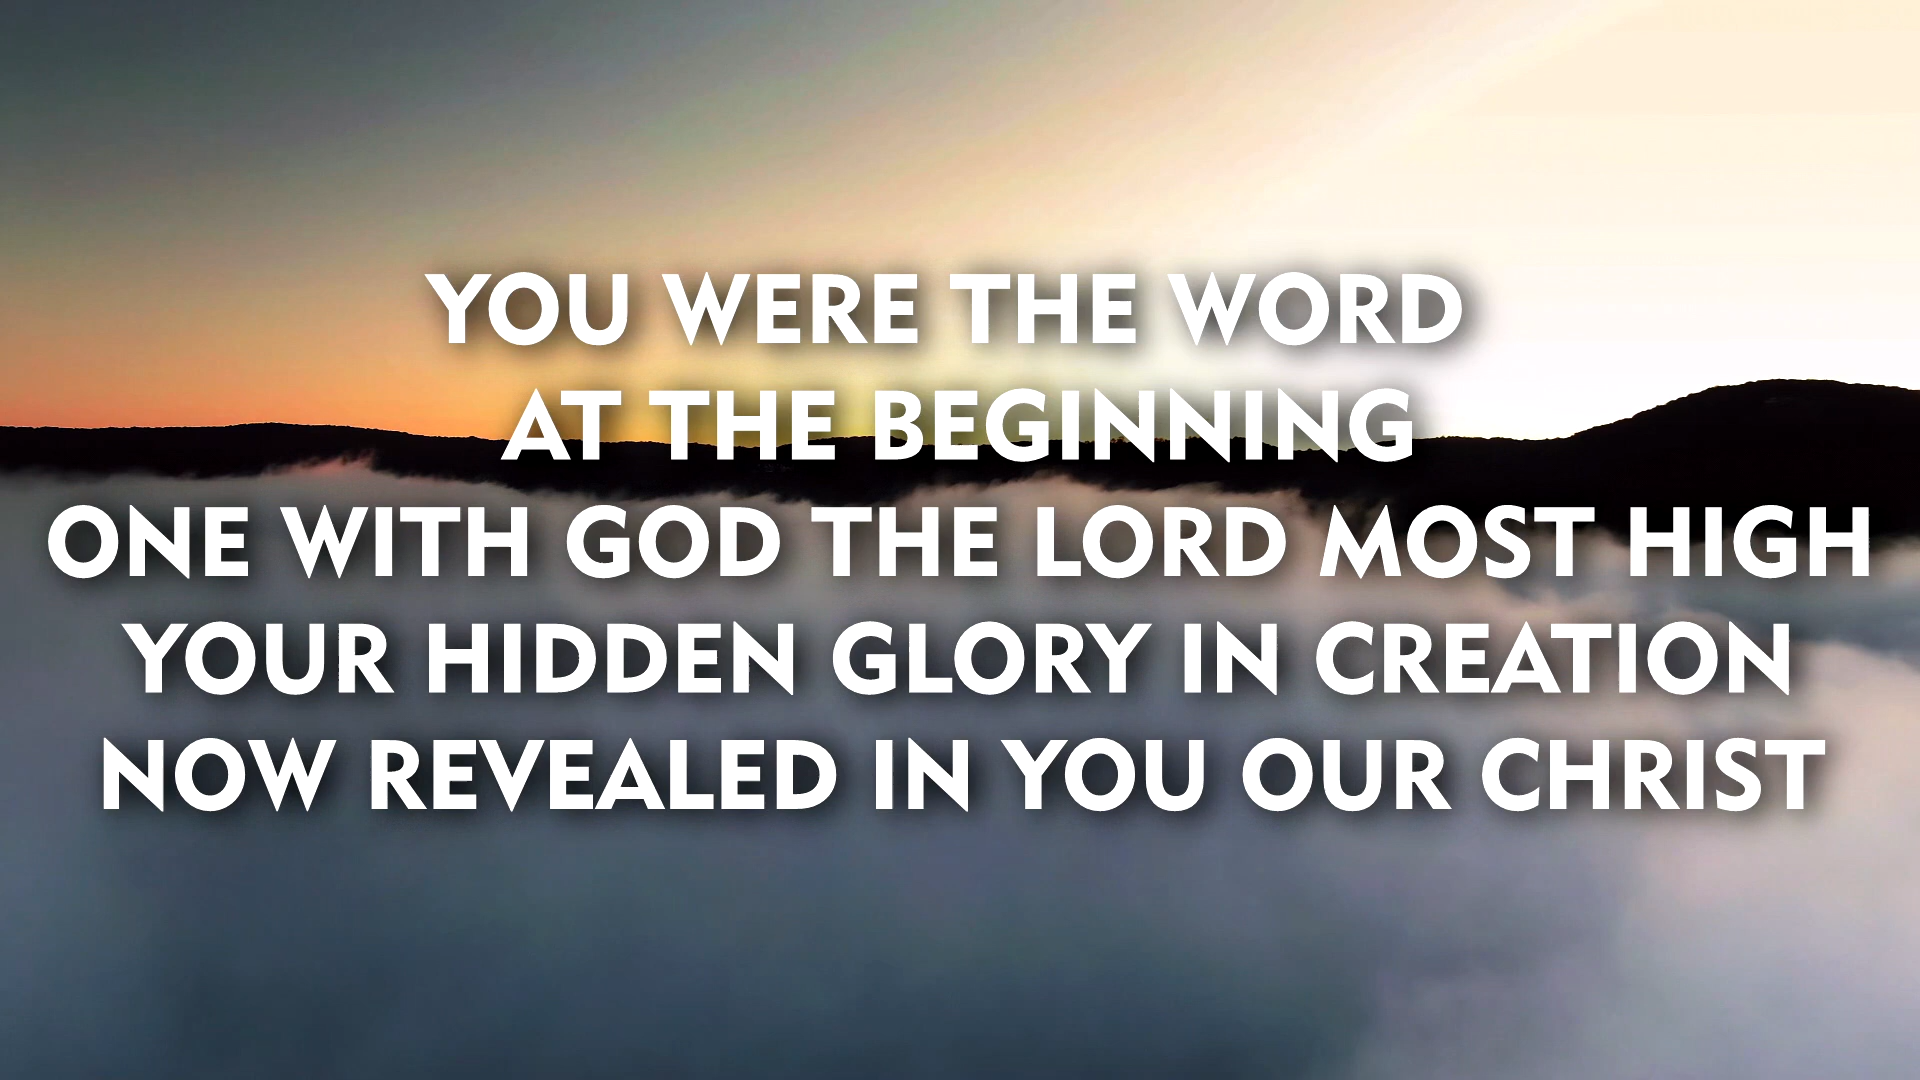 YOU WERE THE WORD
AT THE BEGINNING
ONE WITH GOD THE LORD MOST HIGH
YOUR HIDDEN GLORY IN CREATION
NOW REVEALED IN YOU OUR CHRIST